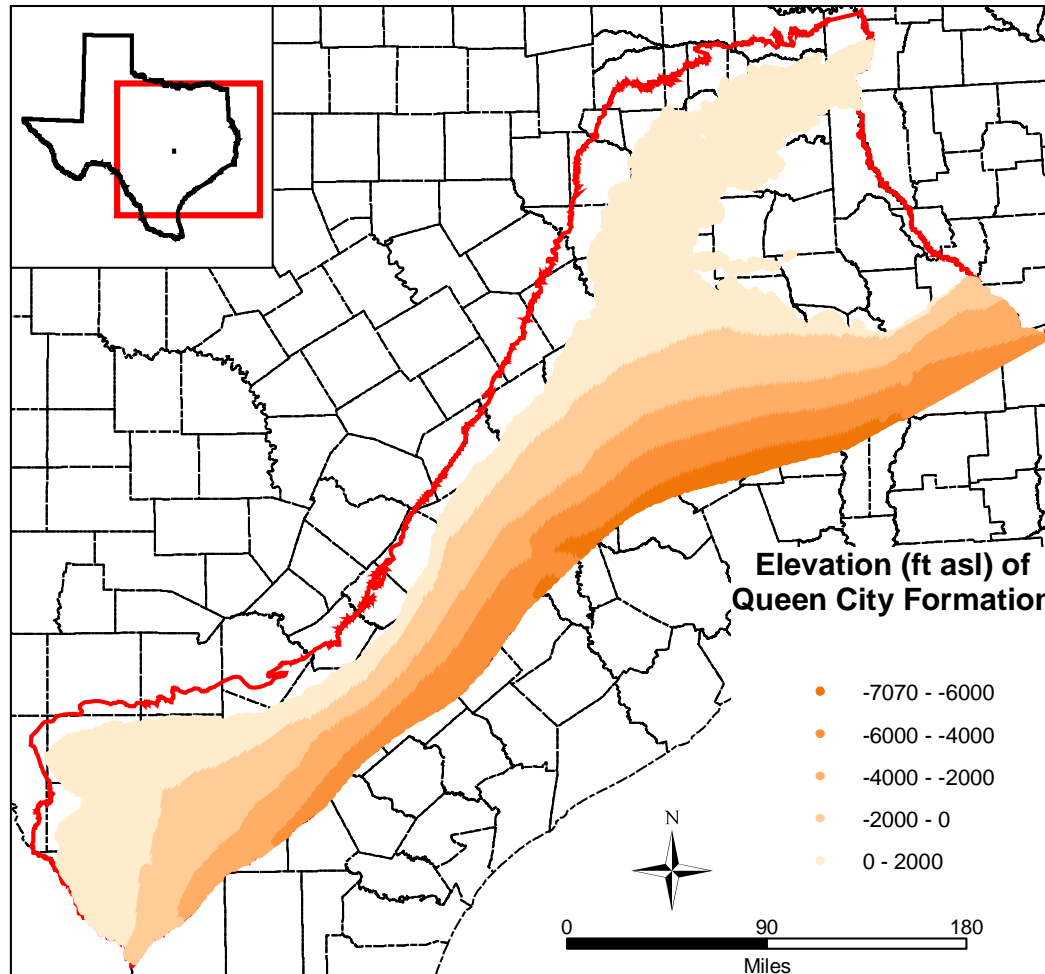 Elevation (ft asl) of
Queen City Formation
-7070 - -6000
-6000 - -4000
-4000 - -2000
-2000 - 0
0 - 2000
N
0 90 180
Miles